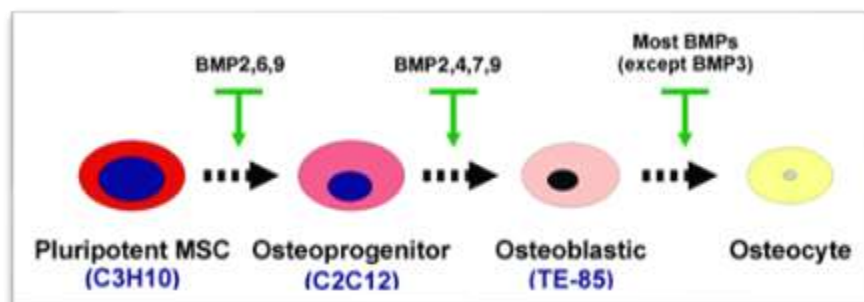 BMP2,6,9
BMP2,4,7,9
Most BMPs
(except BMP3)
Pluripotent MSC
(C3H10)
Osteoprogenitor
(C2C12)
Osteoblastic
(TE-85)
Osteocyte